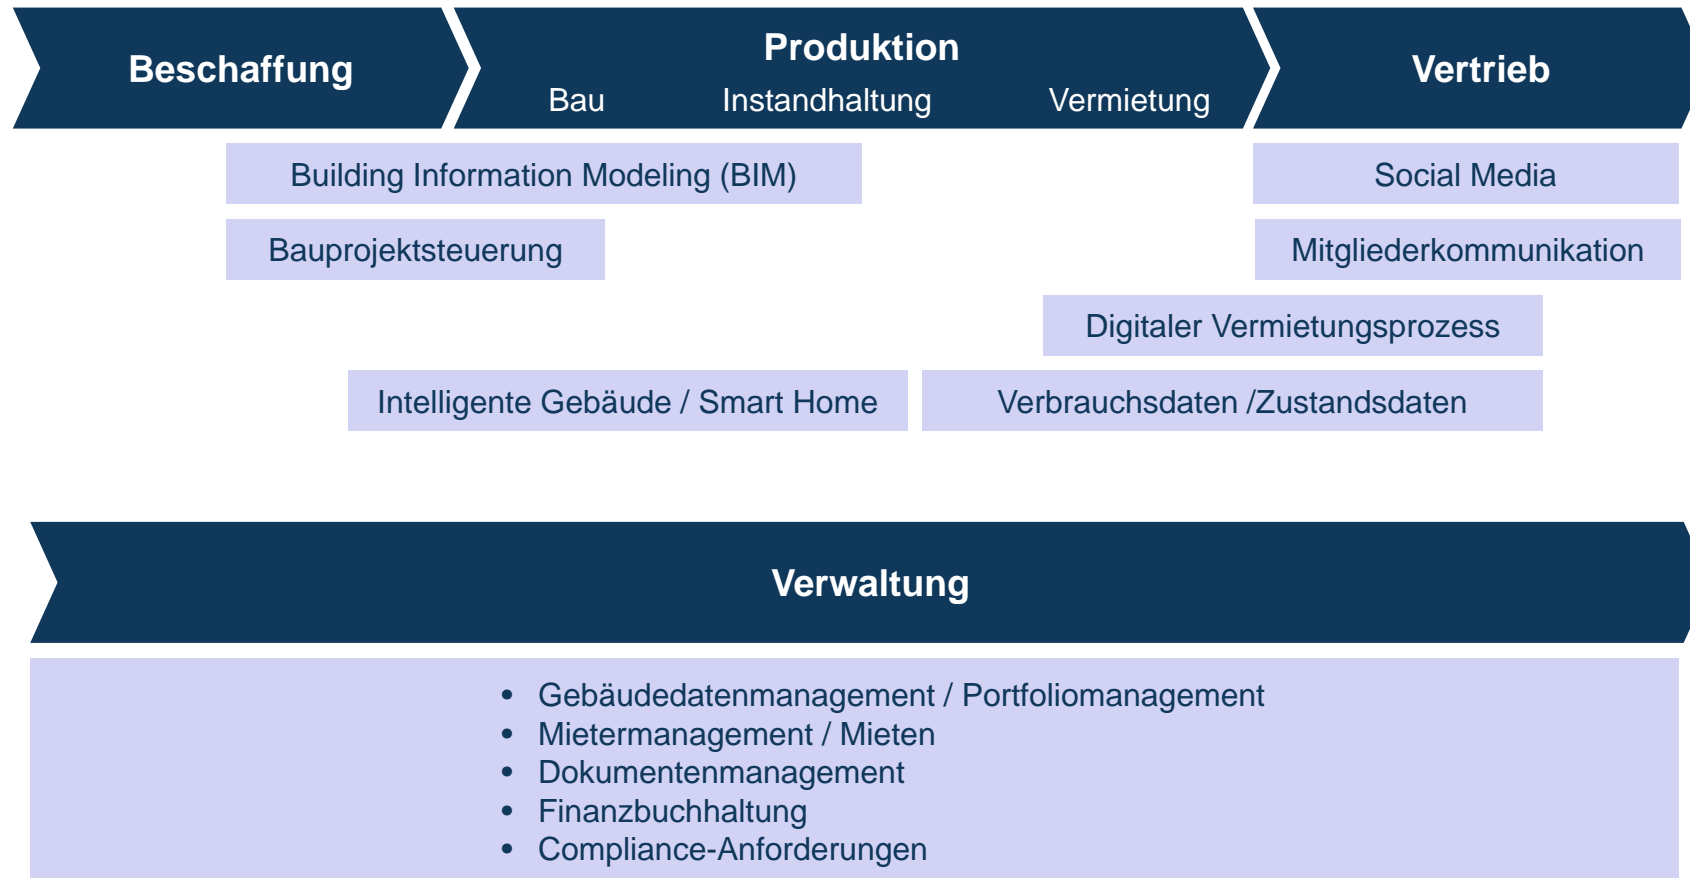 Beschaffung
Produktion
Bau Instandhaltung Vermietung
Vertrieb
Building Information Modeling (BIM)
Social Media
Bauprojektsteuerung
Mitgliederkommunikation
Digitaler Vermietungsprozess
Intelligente Gebäude / Smart Home
Verbrauchsdaten /Zustandsdaten
Verwaltung
• Gebäudedatenmanagement / Portfoliomanagement
• Mietermanagement / Mieten
• Dokumentenmanagement
• Finanzbuchhaltung
• Compliance-Anforderungen